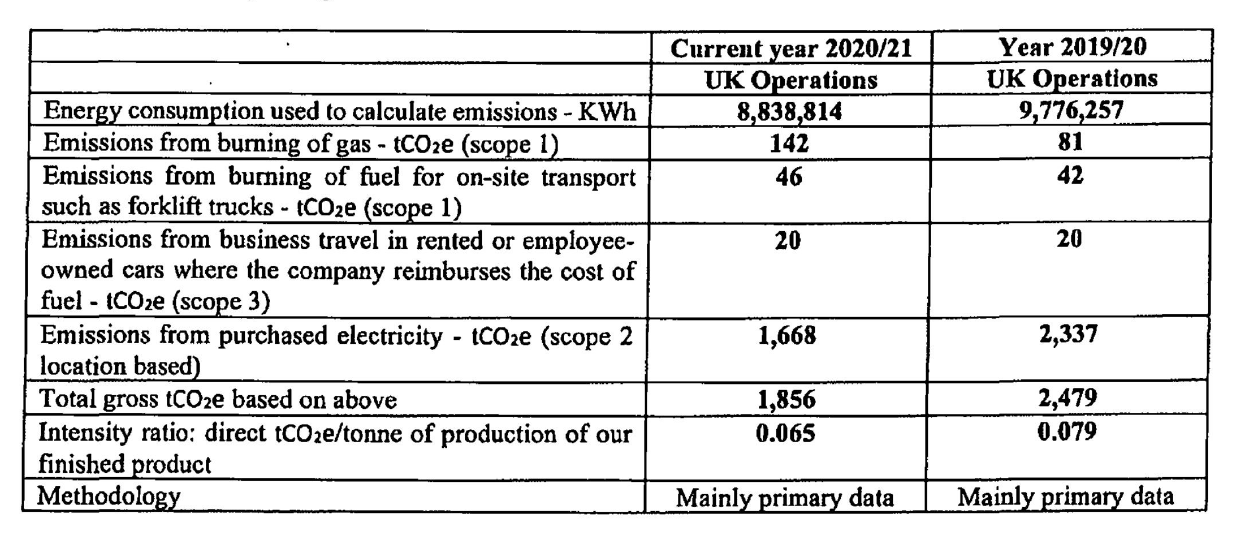 Current year 2020/21 Year 2019/20
UK Operations UK Operations
Energy consumption used to calculate emissions - KWh 8,838,814 9,776,257
Emissions from burning of gas - tCO2e (scope 1) 142 81
Emissions from burning of fuel for on-site transport 46 42
such as forklift trucks - tCO2e (scope 1)
Emissions from business travel in rented or employee- 20 20
owned cars where the company reimburses the cost of
fuel - tCO2e (scope 3)
Emissions from purchased electricity - tCO2e (scope 2 1,668 2,337
location based)
Total gross tCO2e based on above 1,856 2,479
Intensity ratio: direct tCO2e/tonne of production of our 0.065 0.079
finished product
Methodology Mainly primary data Mainly primary data